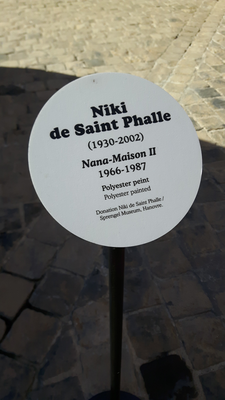 Niki
de Saint Phalle
(1930-2002)
Nana-Maison II
1966-1987
Polyester peint
Polyester painted
Donation Niki de Saint Phalle /
Sprengel Museum, Hanovre.